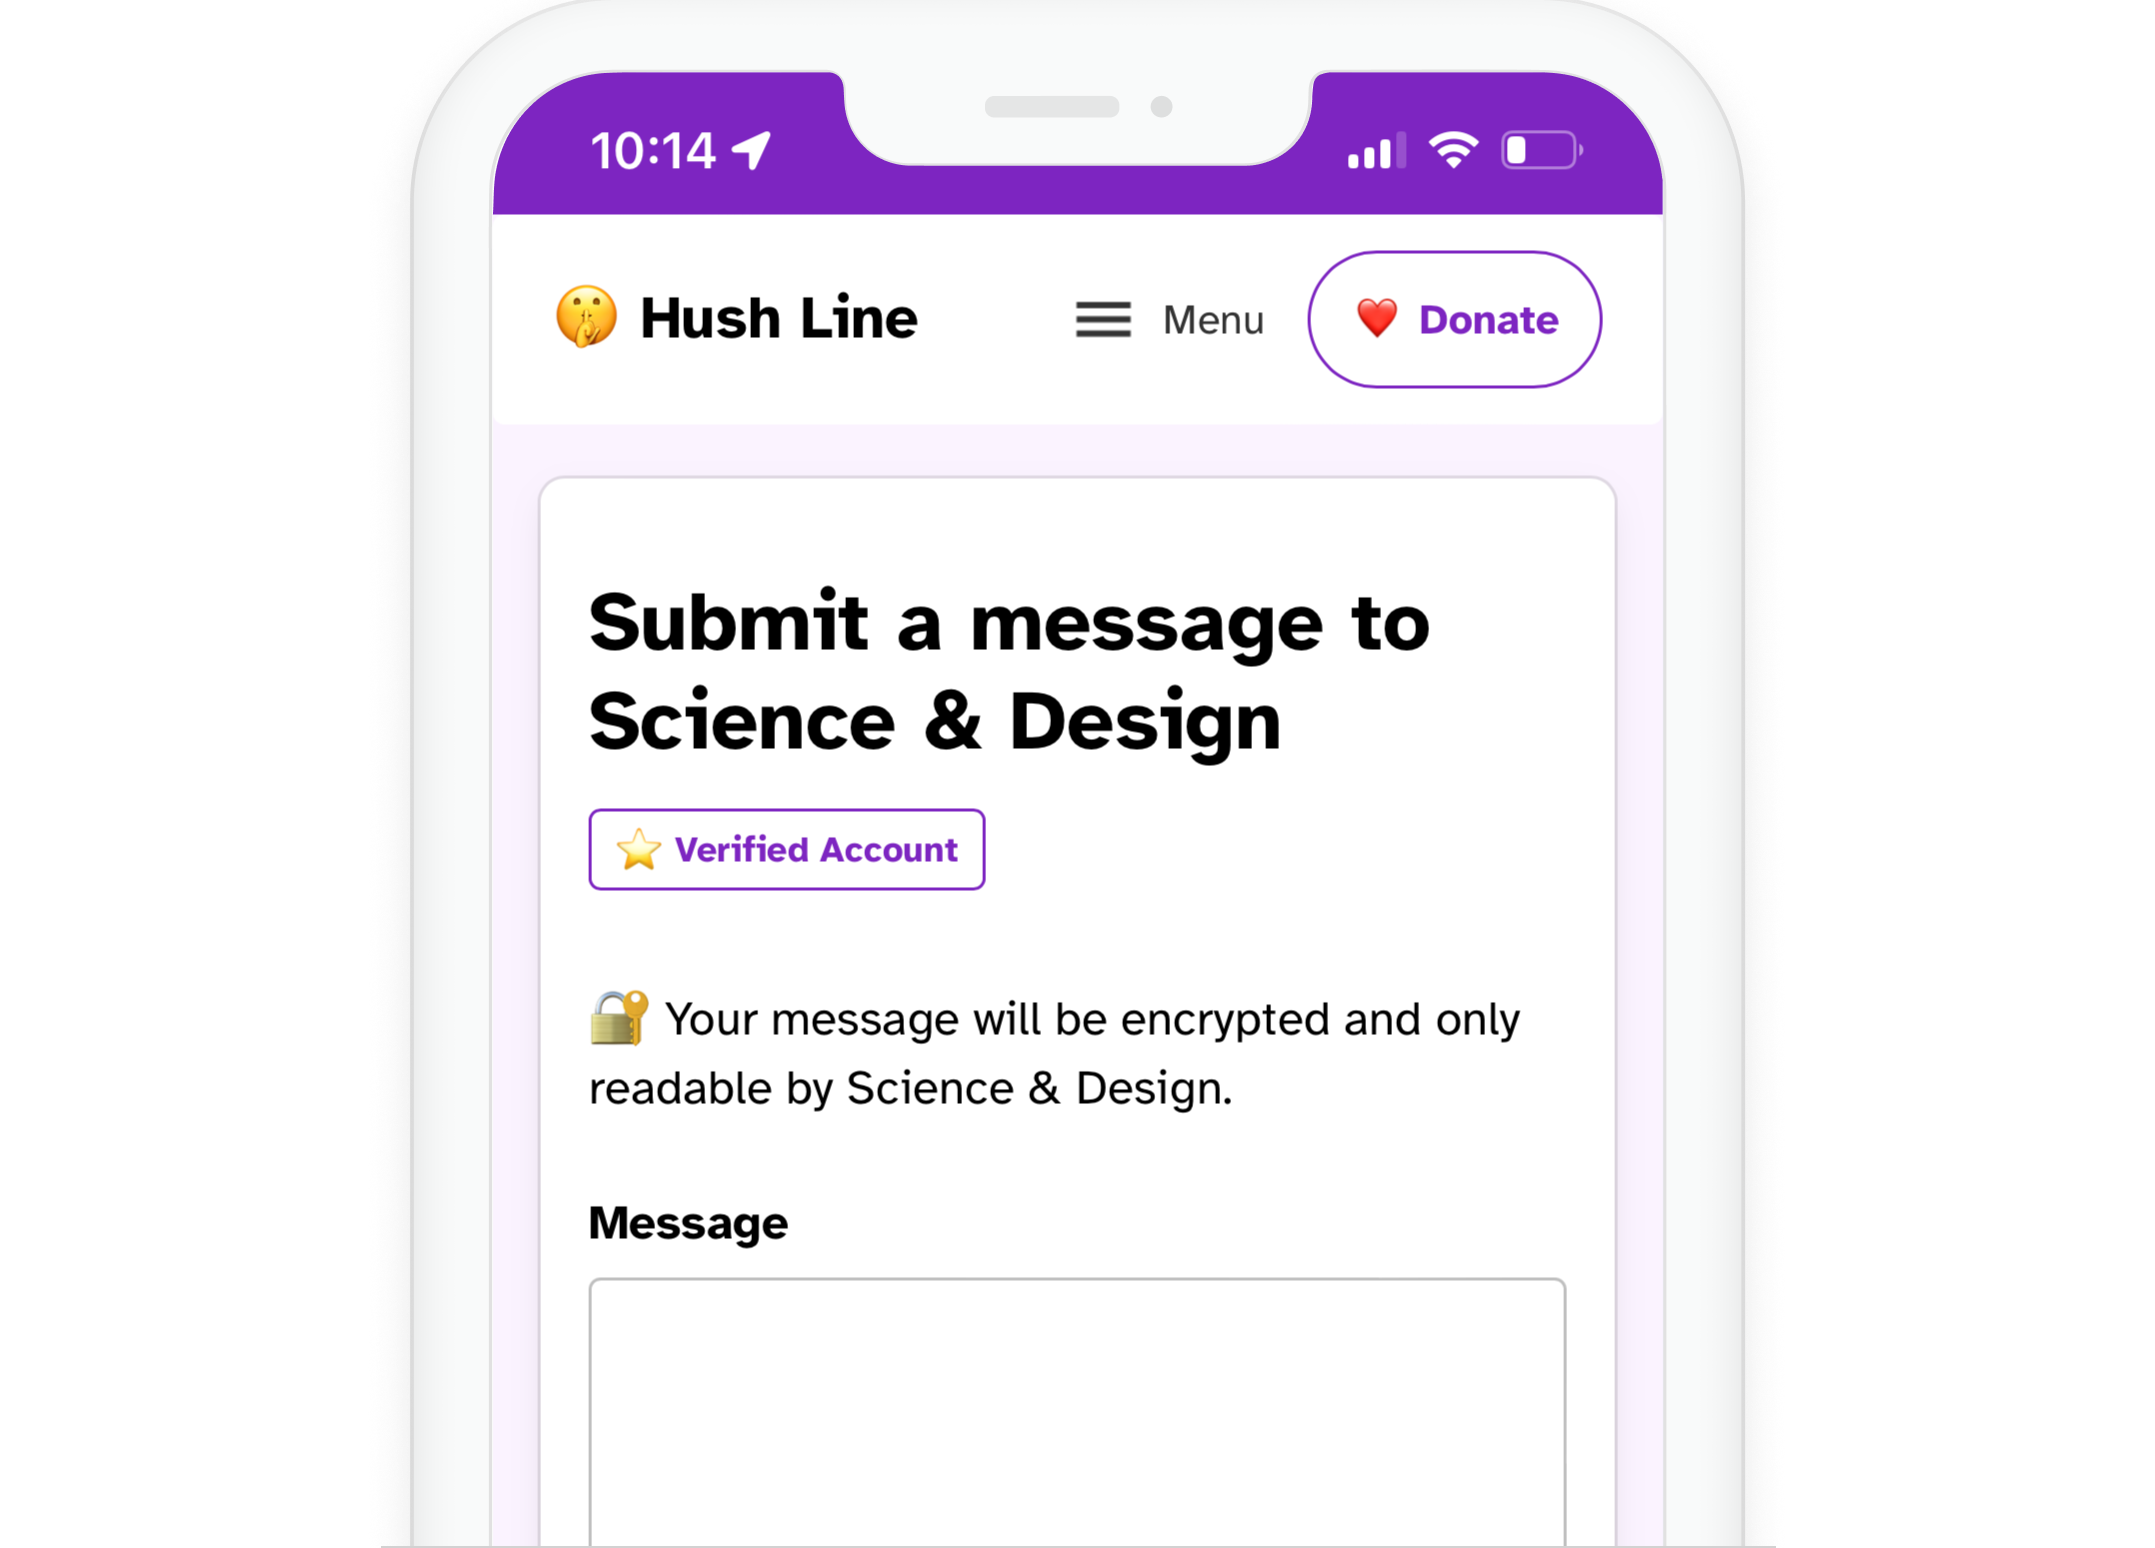 10:14
🤫 Hush Line
Menu
❤️ Donate
Submit a message to
Science & Design
⭐ Verified Account
🔐 Your message will be encrypted and only
readable by Science & Design.
Message